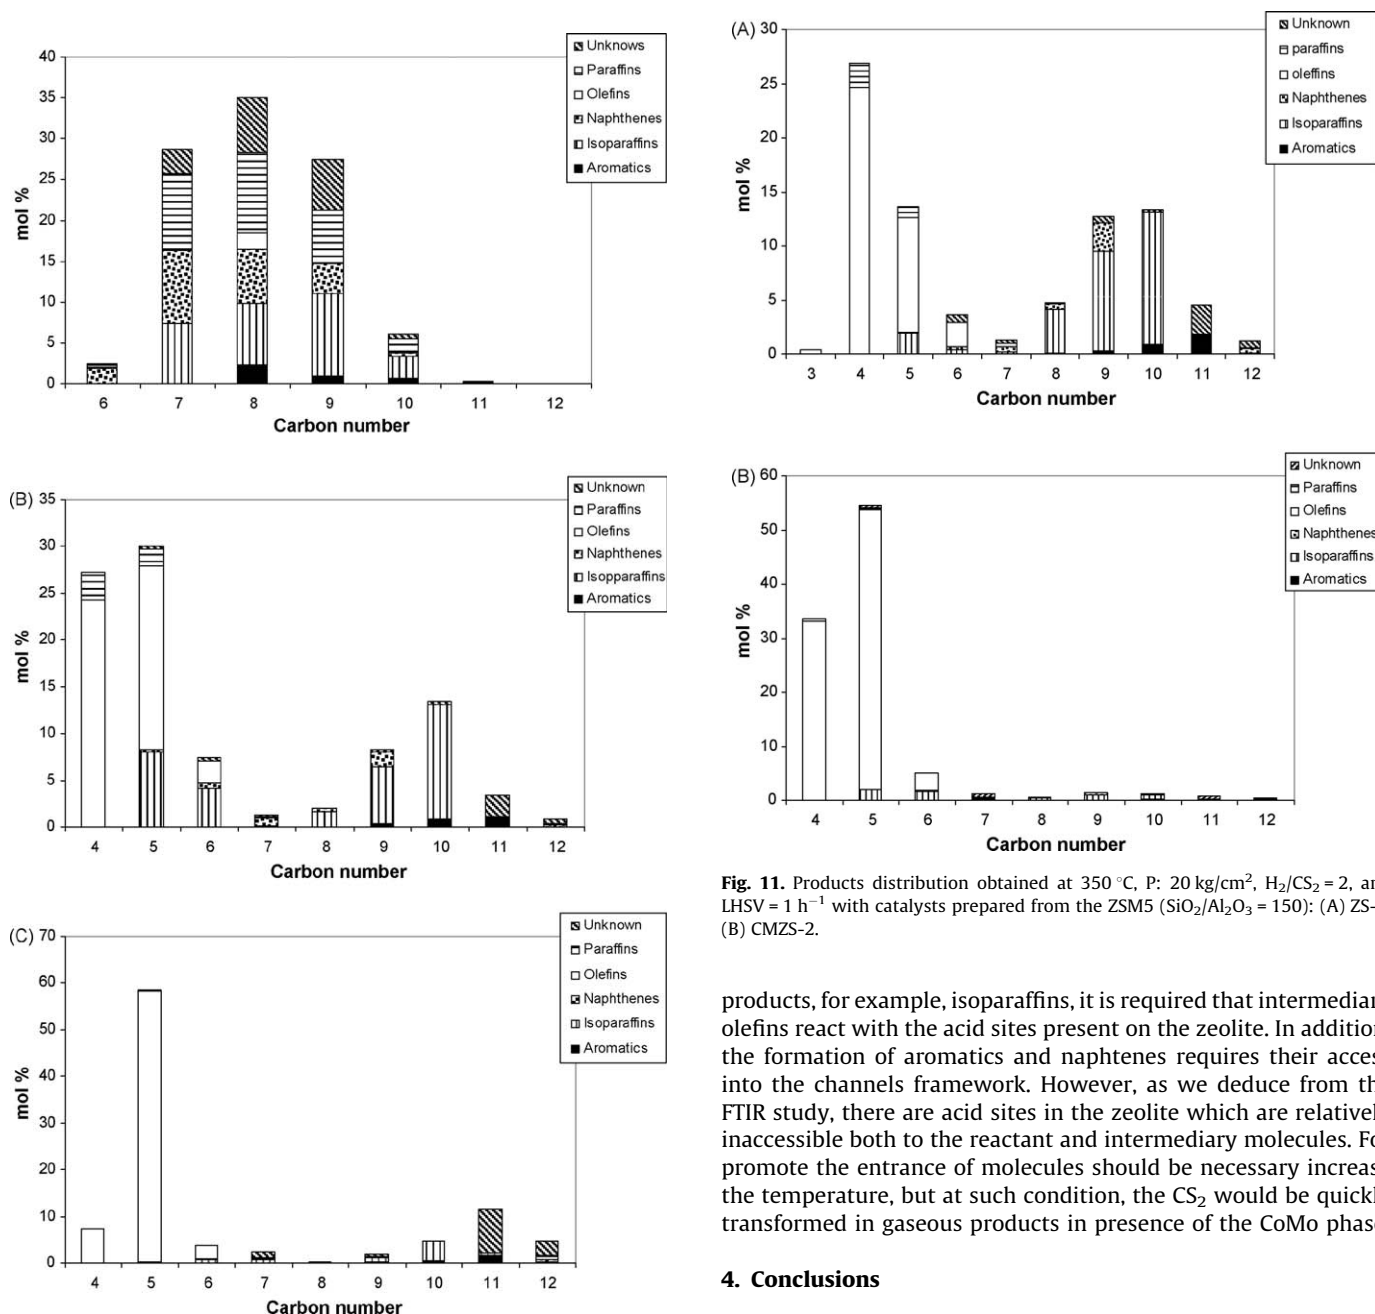 40
35
30
25
20
15
10
5
0
mol %
6 7 8 9 10 11 12
Carbon number
Unknows
Paraffins
Olefins
Naphthenes
Isoparaffins
Aromatics
(B)
35
30
25
20
15
10
5
0
mol %
4 5 6 7 8 9 10 11 12
Carbon number
Unknown
Paraffins
Olefins
Naphthenes
Isopparaffins
Aromatics
(C)
70
60
50
40
30
20
10
0
mol %
4 5 6 7 8 9 10 11 12
Carbon number
Unknown
Paraffins
Olefins
Naphthenes
Isoparaffins
Aromatics
(A)
30
25
20
15
10
5
0
mol %
3 4 5 6 7 8 9 10 11 12
Carbon number
Unknown
paraffins
oleffins
Naphthenes
Isoparaffins
Aromatics
(B)
60
50
40
30
20
10
0
mol %
4 5 6 7 8 9 10 11 12
Carbon number
Unknown
Paraffins
Olefins
Naphthenes
Isoparaffins
Aromatics
Fig. 11. Products distribution obtained at 350 °C, P: 20 kg/cm², H₂/CS₂ = 2, an
LHSV = 1 h⁻¹ with catalysts prepared from the ZSM5 (SiO₂/Al₂O₃ = 150): (A) ZS-
(B) CMZS-2.
products, for example, isoparaffins, it is required that intermediar
olefins react with the acid sites present on the zeolite. In addition
the formation of aromatics and naphtenes requires their acces
into the channels framework. However, as we deduce from th
FTIR study, there are acid sites in the zeolite which are relativel
inaccessible both to the reactant and intermediary molecules. Fo
promote the entrance of molecules should be necessary increas
the temperature, but at such condition, the CS₂ would be quickl
transformed in gaseous products in presence of the CoMo phase
4. Conclusions